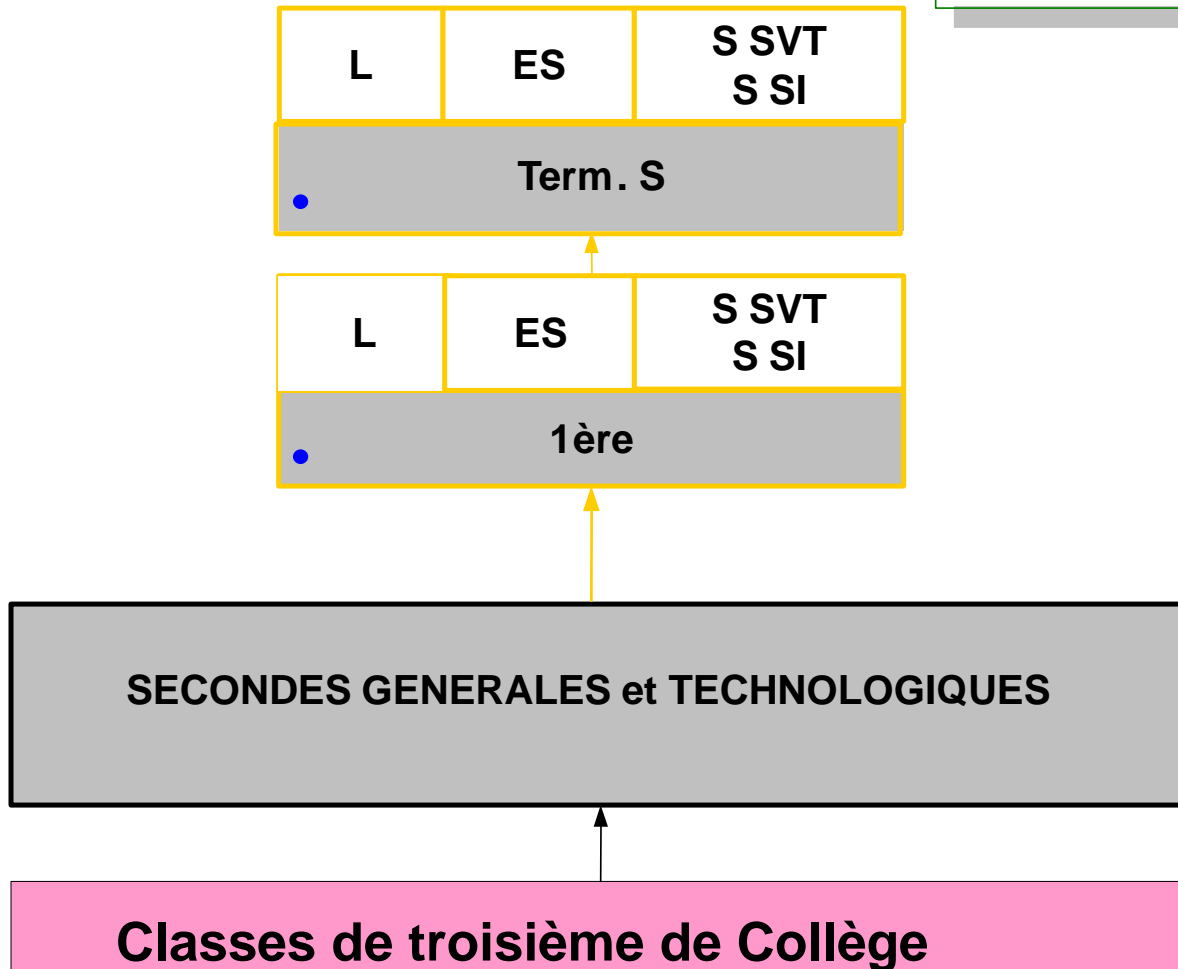 L ES S SVT
S SI
Term. S
L ES S SVT
S SI
1ère
SECONDES GENERALES et TECHNOLOGIQUES
Classes de troisième de Collège